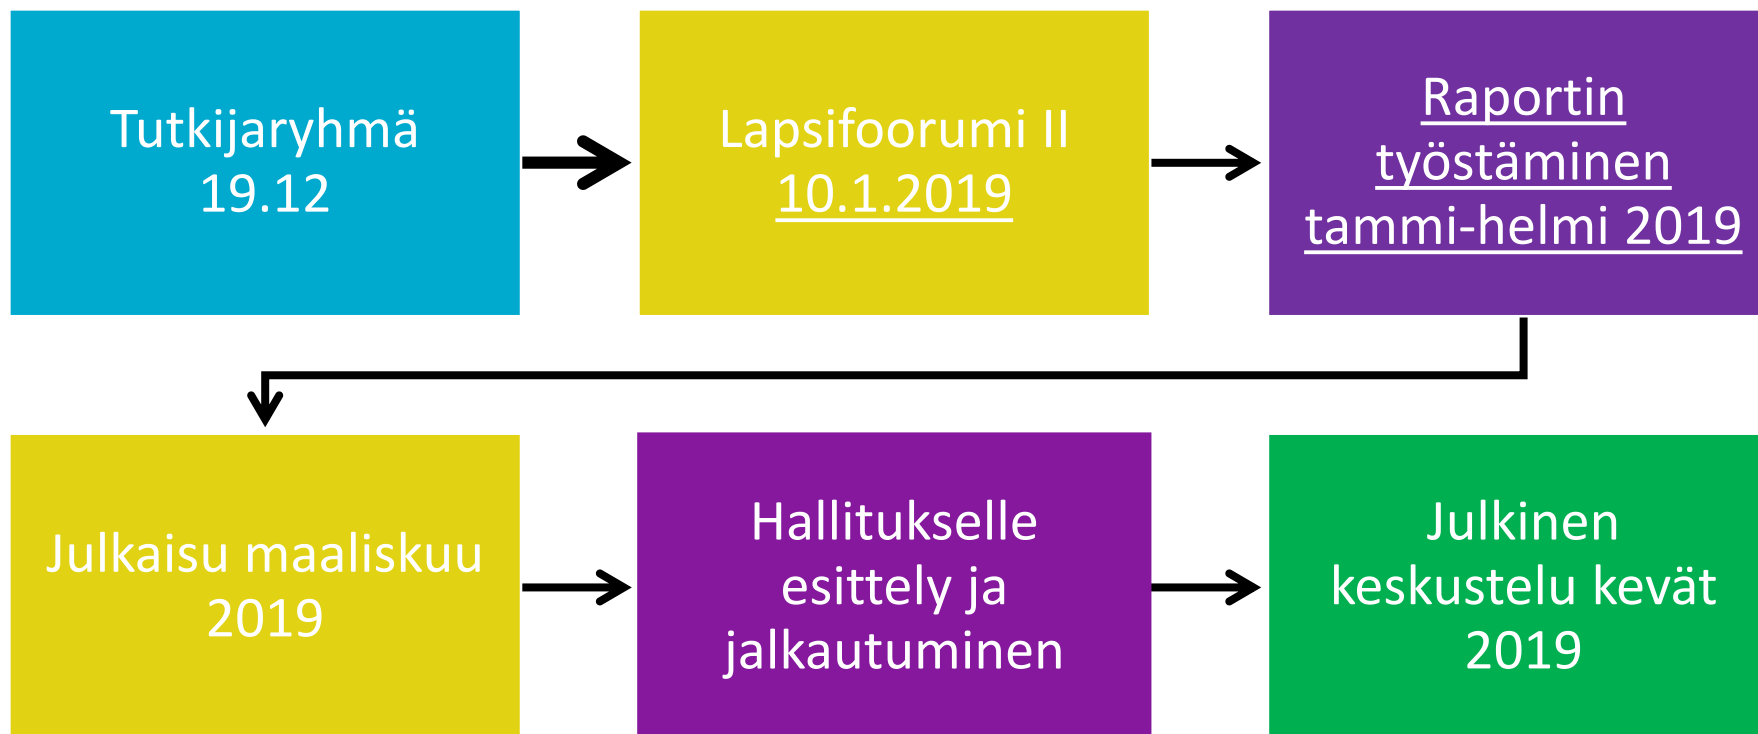 Tutkijaryhmä
19.12
Lapsifoorumi II
10.1.2019
Raportin
työstäminen
tammi-helmi 2019
Julkaisu maaliskuu
2019
Hallitukselle
esittely ja
jalkautuminen
Julkinen
keskustelu kevät
2019